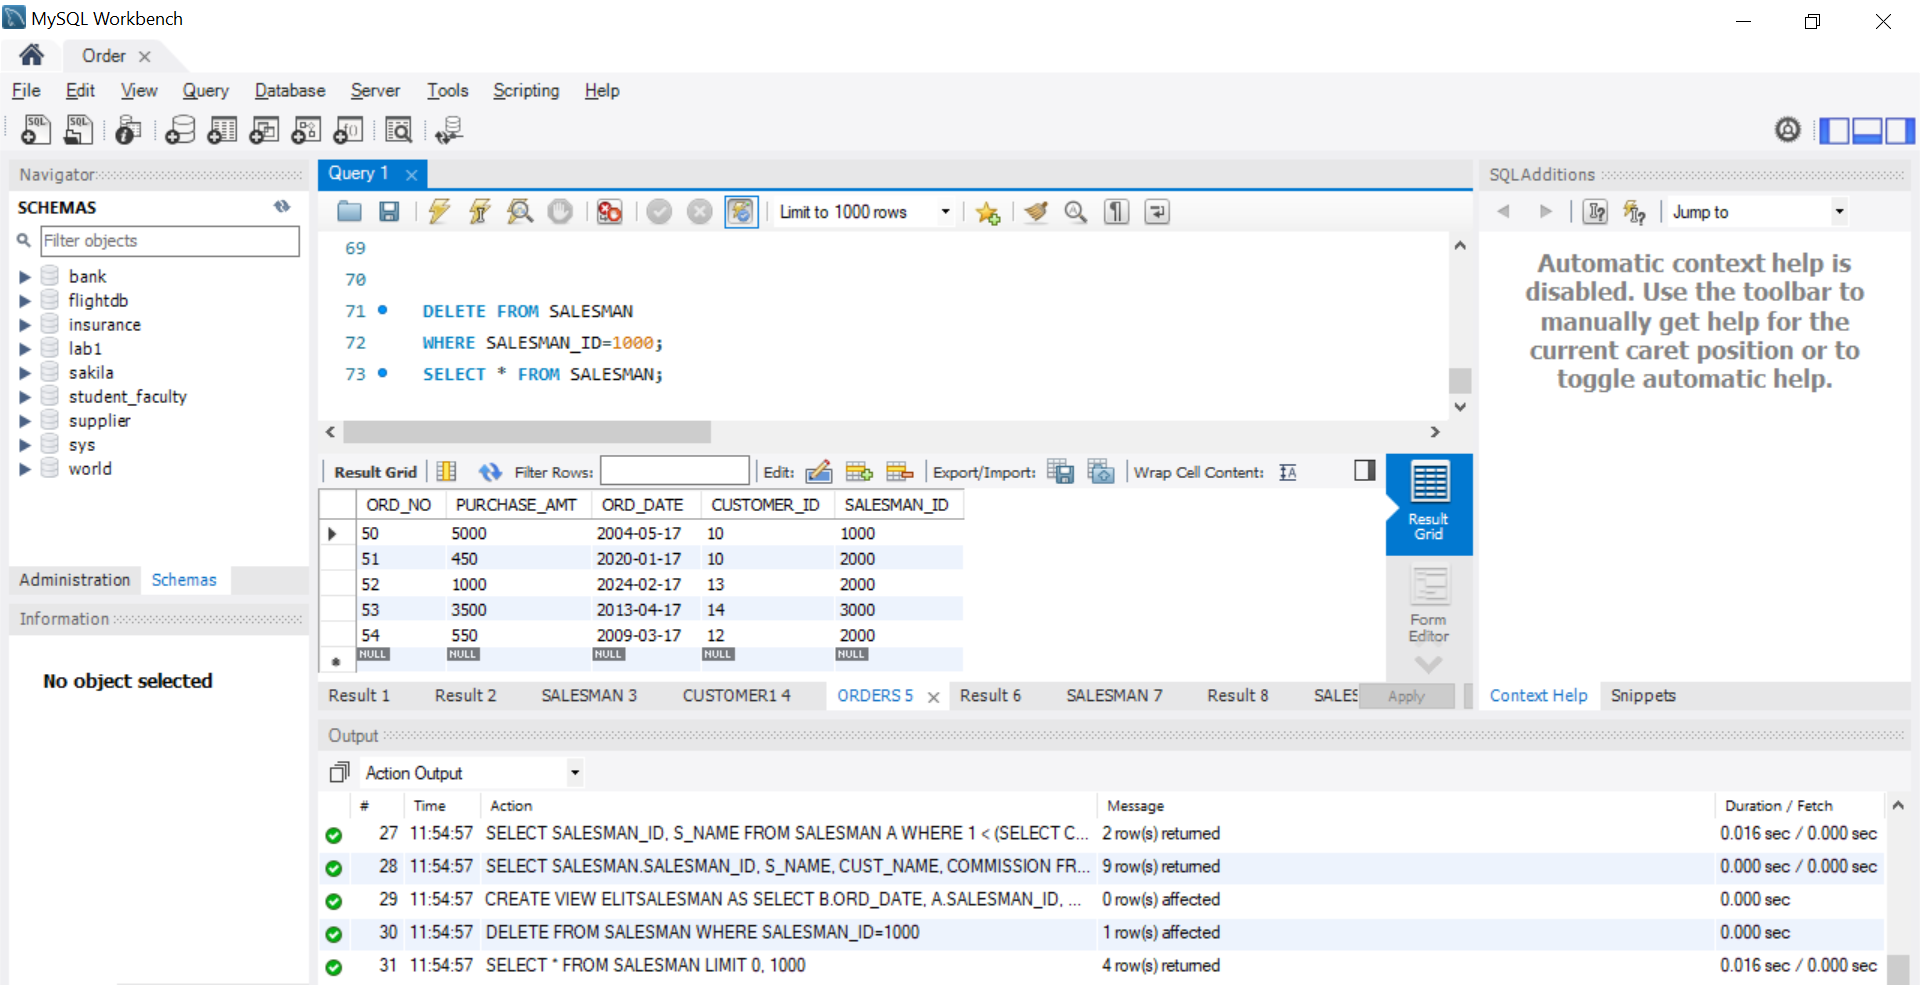 MySQL Workbench
Order
File Edit View Query Database Server Tools Scripting Help
Navigator
SCHEMAS
Filter objects
bank
flightdb
insurance
lab1
sakila
student_faculty
supplier
sys
world
Administration Schemas
Information
No object selected
Query 1
Limit to 1000 rows
69
70
71 DELETE FROM SALESMAN
72 WHERE SALESMAN_ID=1000;
73 SELECT * FROM SALESMAN;
Result Grid Filter Rows: Edit: Export/Import: Wrap Cell Content:
ORD_NO PURCHASE_AMT ORD_DATE CUSTOMER_ID SALESMAN_ID
50 5000 2004-05-17 10 1000
51 450 2020-01-17 10 2000
52 1000 2024-02-17 13 2000
53 3500 2013-04-17 14 3000
54 550 2009-03-17 12 2000
NULL NULL NULL NULL NULL
Result Grid
Form Editor
Result 1 Result 2 SALESMAN 3 CUSTOMER1 4 ORDERS 5 Result 6 SALESMAN 7 Result 8 SALES Apply
SQLAdditions
Jump to
Automatic context help is
disabled. Use the toolbar to
manually get help for the
current caret position or to
toggle automatic help.
Context Help Snippets
Output
Action Output
# Time Action Message Duration / Fetch
27 11:54:57 SELECT SALESMAN_ID, S_NAME FROM SALESMAN A WHERE 1 < (SELECT C... 2 row(s) returned 0.016 sec / 0.000 sec
28 11:54:57 SELECT SALESMAN.SALESMAN_ID, S_NAME, CUST_NAME, COMMISSION FR... 9 row(s) returned 0.000 sec / 0.000 sec
29 11:54:57 CREATE VIEW ELITSALESMAN AS SELECT B.ORD_DATE, A.SALESMAN_ID, ... 0 row(s) affected 0.000 sec
30 11:54:57 DELETE FROM SALESMAN WHERE SALESMAN_ID=1000 1 row(s) affected 0.000 sec
31 11:54:57 SELECT * FROM SALESMAN LIMIT 0, 1000 4 row(s) returned 0.016 sec / 0.000 sec